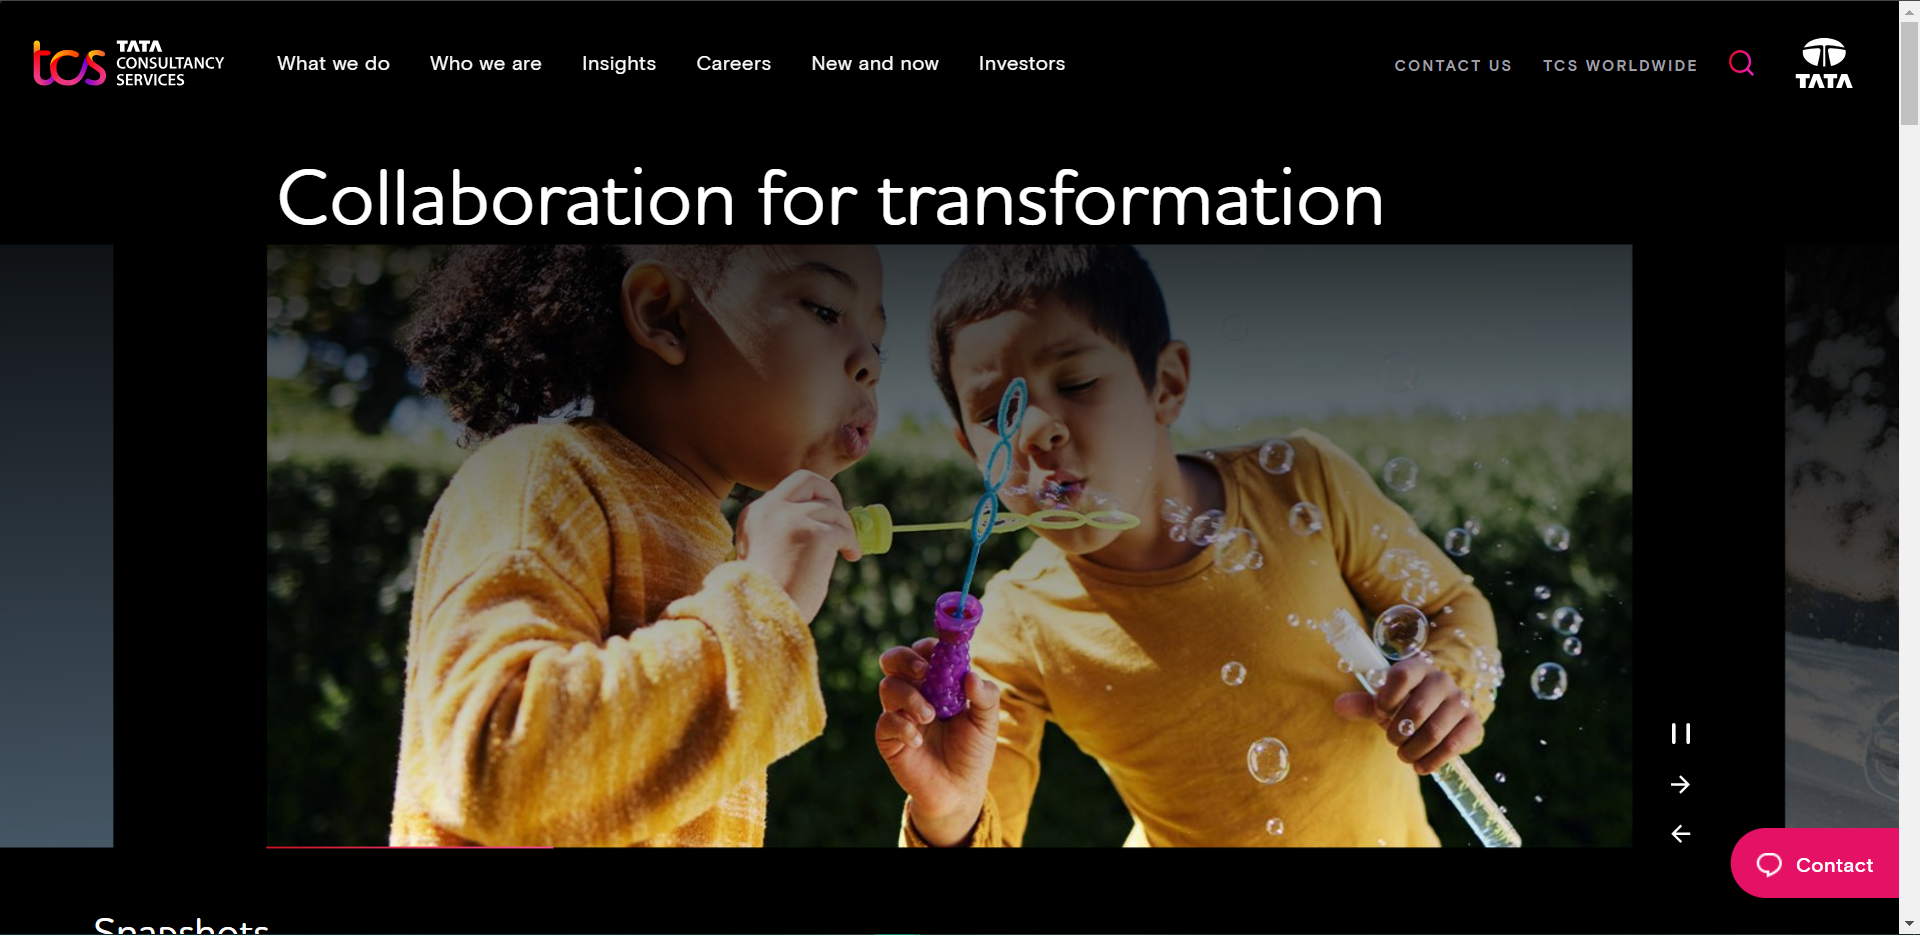 tcs TATA
CONSULTANCY
SERVICES
What we do Who we are Insights Careers New and now Investors
CONTACT US TCS WORLDWIDE
TATA
Collaboration for transformation
Contact
Snapshots